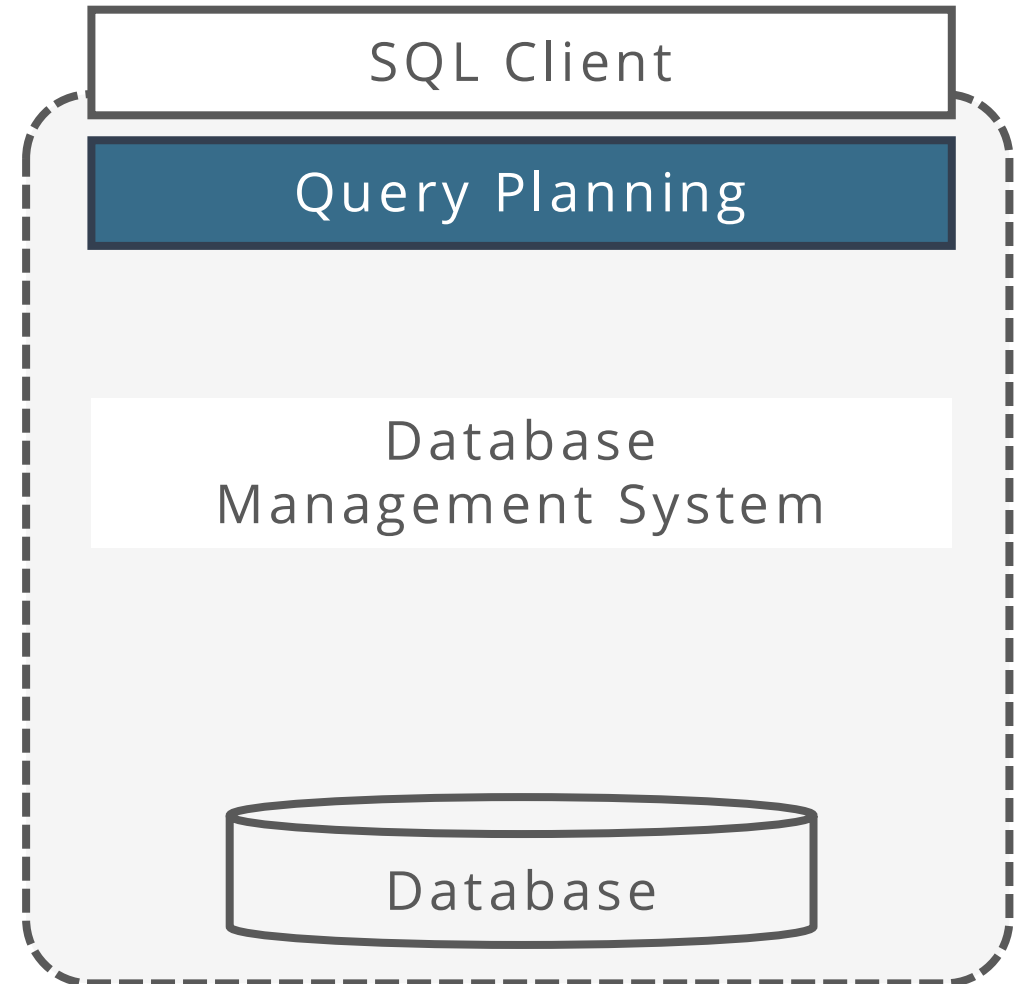 SQL Client
Query Planning
Database
Management System
Database